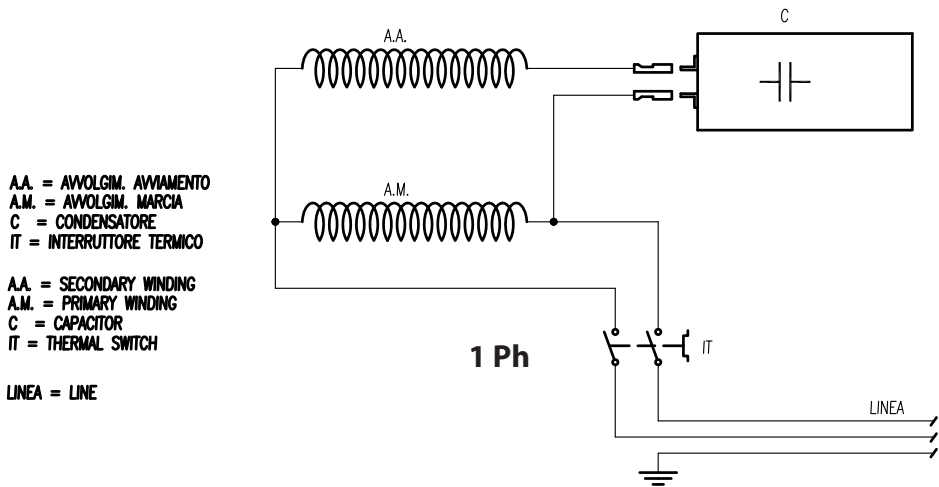 C
A.A.
A.M.
A.A. = AVVOLGIM. AVVIAMENTO
A.M. = AVVOLGIM. MARCIA
C = CONDENSATORE
IT = INTERRUTTORE TERMICO
A.A. = SECONDARY WINDING
A.M. = PRIMARY WINDING
C = CAPACITOR
IT = THERMAL SWITCH
LINEA = LINE
1 Ph
IT
LINEA